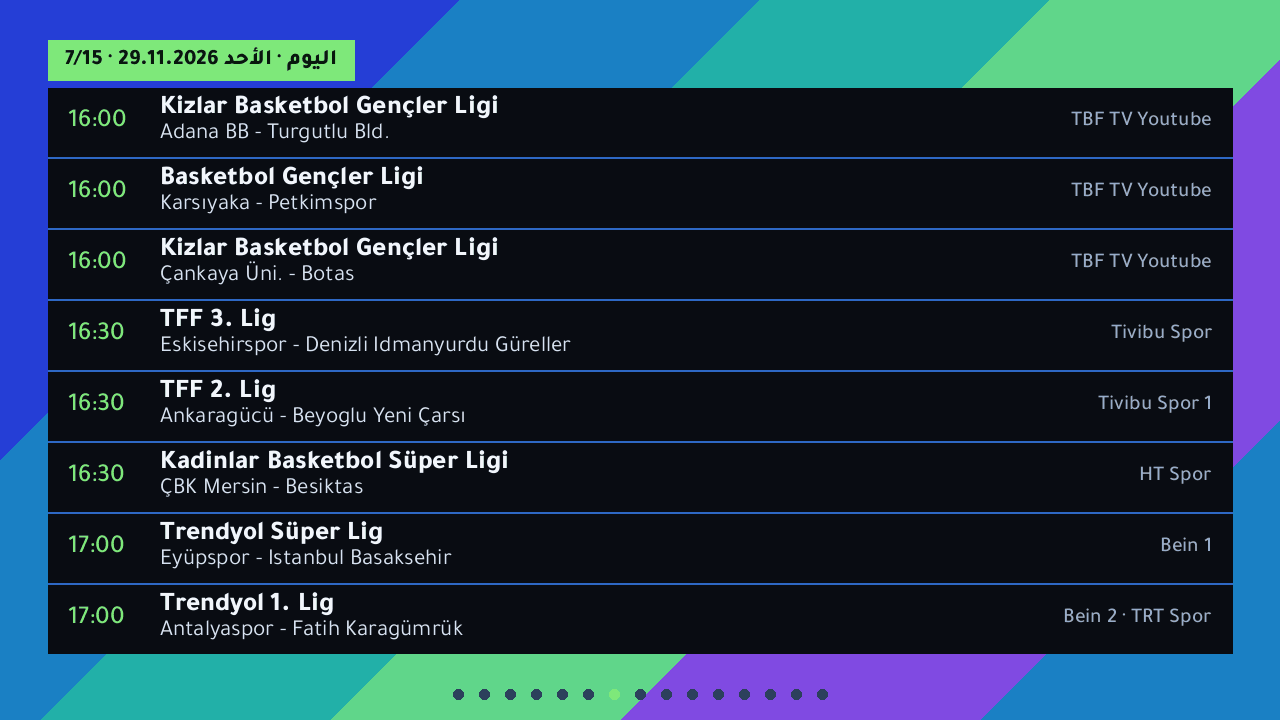 اليوم · الأحد 29.11.2026 · 7/15
16:00
Kizlar Basketbol Gençler Ligi
Adana BB - Turgutlu Bld.
TBF TV Youtube
16:00
Basketbol Gençler Ligi
Karsıyaka - Petkimspor
TBF TV Youtube
16:00
Kizlar Basketbol Gençler Ligi
Çankaya Üni. - Botas
TBF TV Youtube
16:30
TFF 3. Lig
Eskisehirspor - Denizli Idmanyurdu Güreller
Tivibu Spor
16:30
TFF 2. Lig
Ankaragücü - Beyoglu Yeni Çarsı
Tivibu Spor 1
16:30
Kadinlar Basketbol Süper Ligi
ÇBK Mersin - Besiktas
HT Spor
17:00
Trendyol Süper Lig
Eyüpspor - Istanbul Basaksehir
Bein 1
17:00
Trendyol 1. Lig
Antalyaspor - Fatih Karagümrük
Bein 2 · TRT Spor